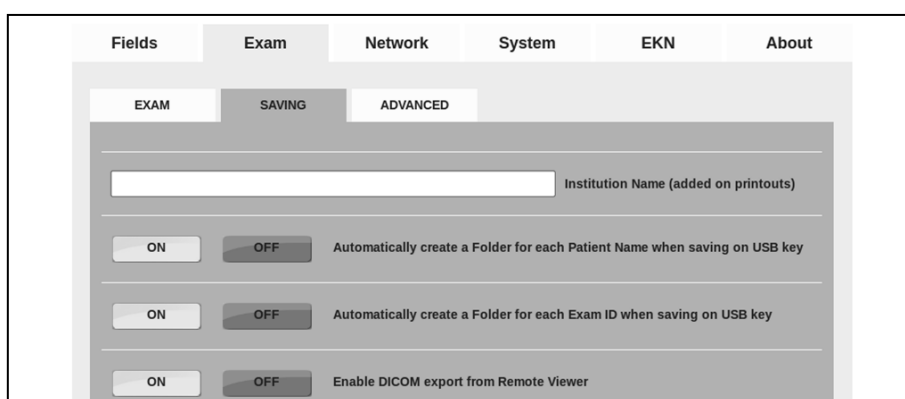 Fields Exam Network System EKN About
EXAM SAVING ADVANCED
Institution Name (added on printouts)
ON OFF Automatically create a Folder for each Patient Name when saving on USB key
ON OFF Automatically create a Folder for each Exam ID when saving on USB key
ON OFF Enable DICOM export from Remote Viewer